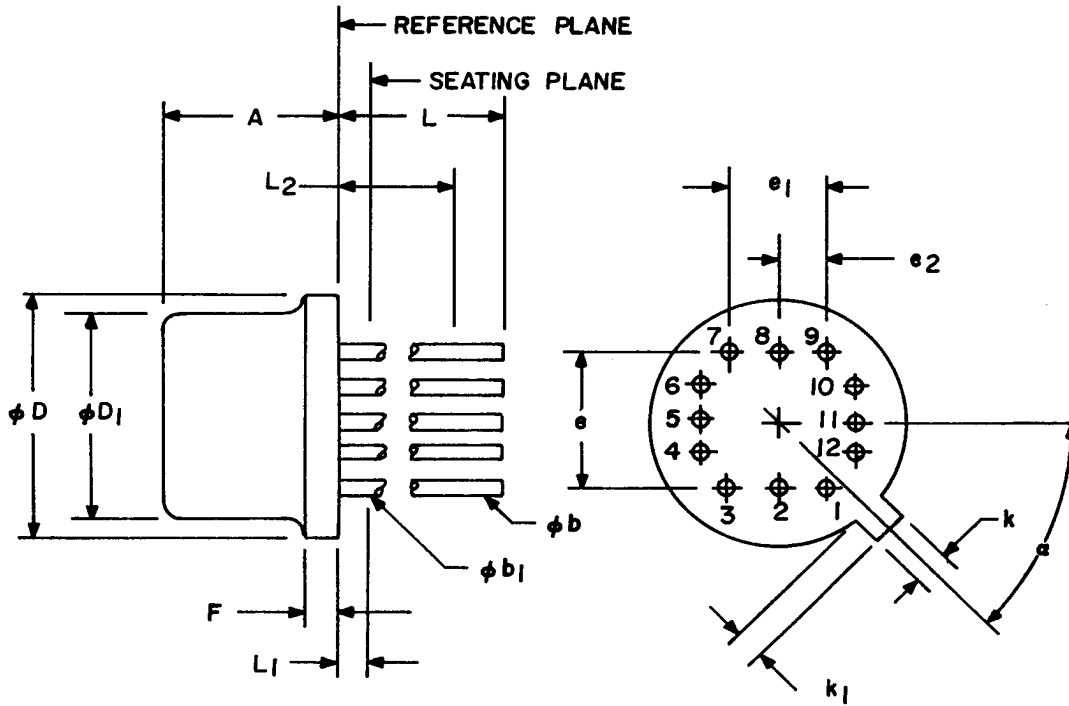 REFERENCE PLANE
SEATING PLANE
A
L
L2
e1
e2
7 8 9
6 10
5 11
4 12
3 2 1
e
φD
φD1
φb
φb1
k
α
F
L1
k1